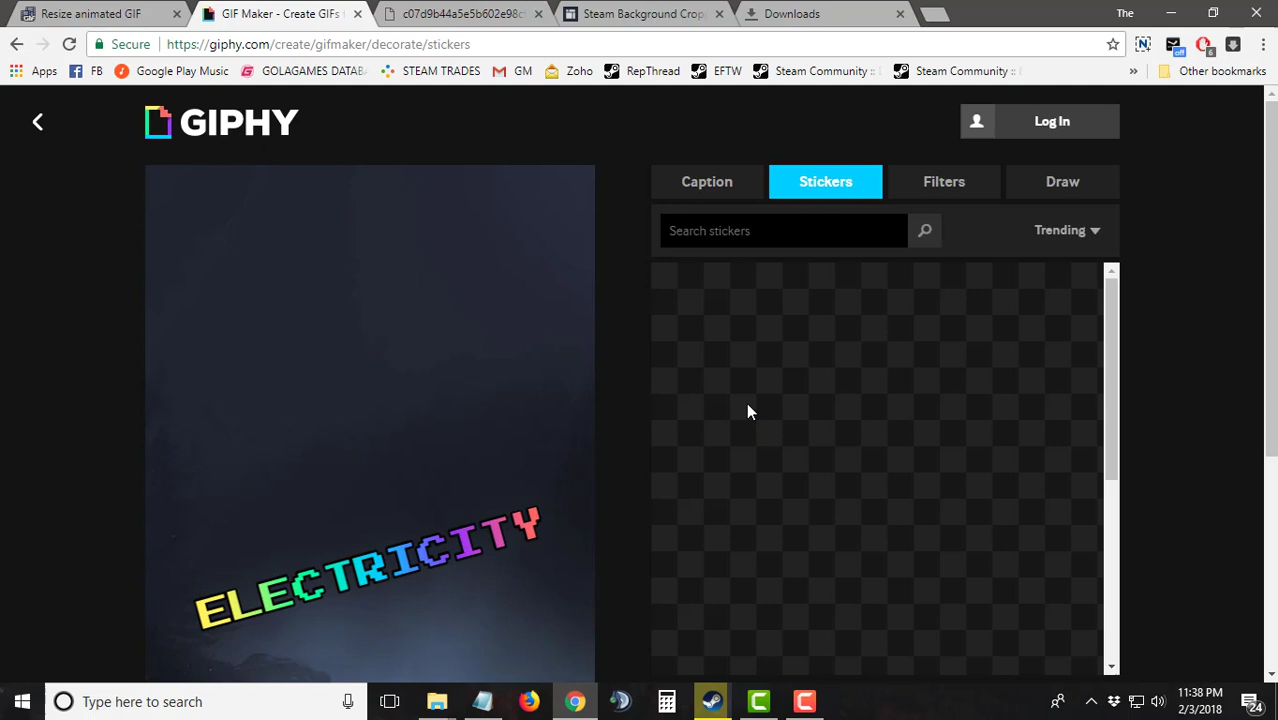 Resize animated GIF
GIF Maker - Create GIFs
c07d9b44a5e5b602e98c
Steam Background Crop
Downloads
The
Secure
https://giphy.com/create/gifmaker/decorate/stickers
off
6
Apps
FB
Google Play Music
GOLAGAMES DATAB
STEAM TRADES
GM
Zoho
RepThread
EFTW
Steam Community ::
Steam Community ::
Other bookmarks
GIPHY
Log In
Caption
Stickers
Filters
Draw
Search stickers
Trending
ELECTRICITY
Type here to search
11:38 PM
2/3/2018
24